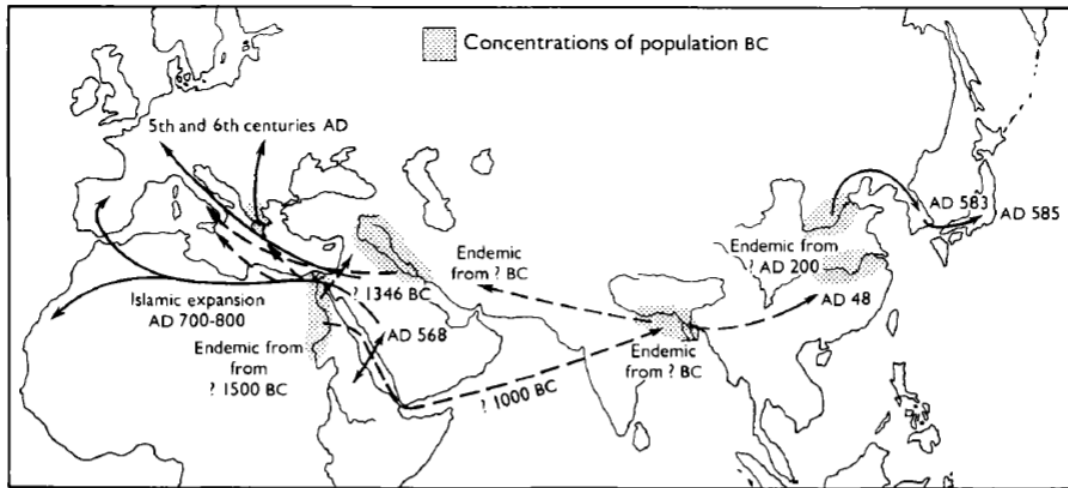 Concentrations of population BC
5th and 6th centuries AD
AD 583
AD 585
Endemic
from ? BC
Endemic from
? AD 200
? 1346 BC
Islamic expansion
AD 700-800
AD 48
AD 568
Endemic from
from
? 1500 BC
Endemic
from ? BC
? 1000 BC